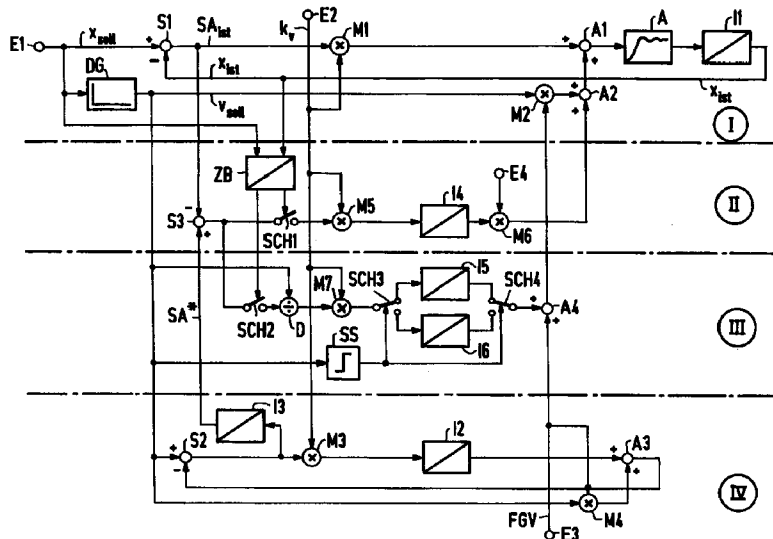 E1 x_soll + S1 SA_ist E2 k_v M1 A1 + + A I1
−
DG x_ist x_ist
v_soll M2 + A2 +
I
ZB E4
S3 − + SCH1 M5 I4 M6 II
SA* SCH2 D M7 SCH3 I5 SCH4 + A4 + III
÷
SS I6
I3
S2 + − M3 I2 + A3 +
IV
FGV M4
E3